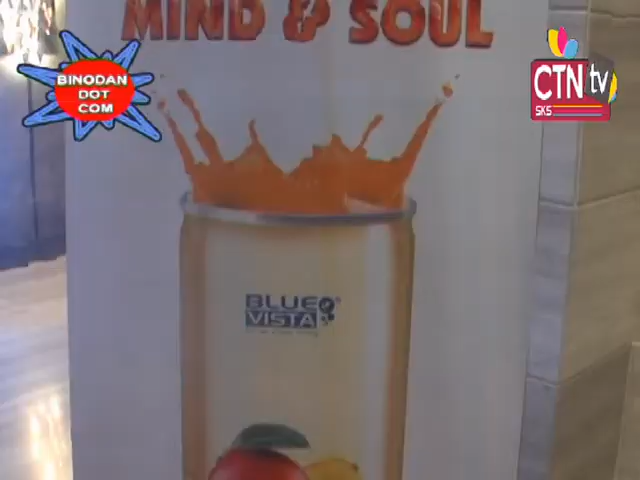 MIND & SOUL
BINODAN
DOT
COM
CTN tv
SKS
BLUE
VISTA